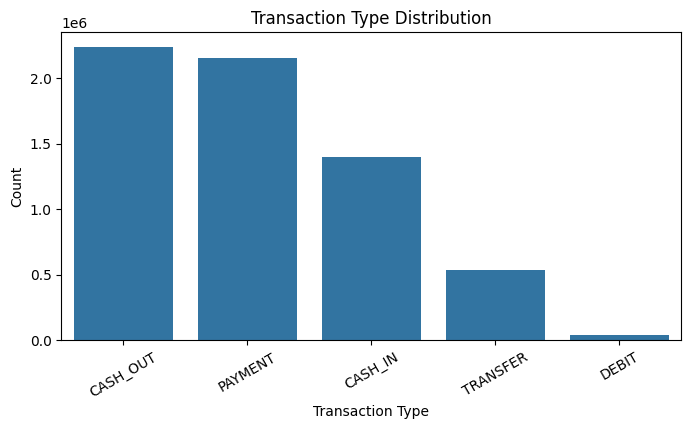 Transaction Type Distribution
1e6
2.0
1.5
1.0
0.5
0.0
Count
CASH_OUT
PAYMENT
CASH_IN
TRANSFER
DEBIT
Transaction Type